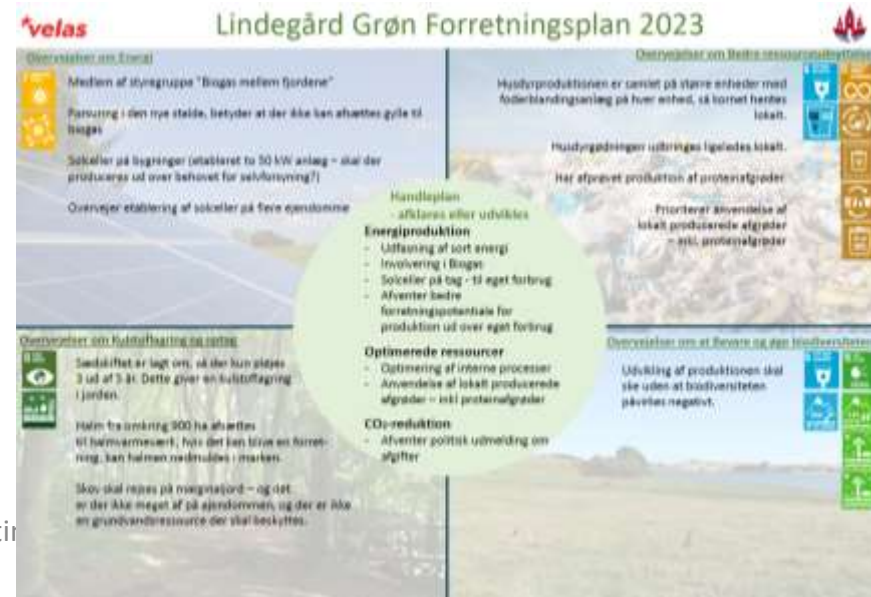 velas
Lindegård Grøn Forretningsplan 2023
Overvejelser om Energi
Medlem af styregruppe "Biogas mellem fjordene"
Forsuring i den nye stalde, betyder at der ikke kan afsættes gylle til
biogas
Solceller på bygninger (etableret to 50 kW anlæg – skal der
produceres ud over behovet for selvforsyning?)
Overvejer etablering af solceller på flere ejendomme
Overvejelser om Bedre ressourceudnyttelse
Husdyrproduktionen er samlet på større enheder med
foderblandingsanlæg på hver enhed, så kornet hentes
lokalt.
Husdyrgødningen udbringes ligeledes lokalt.
Har afprøvet produktion af proteinafgrøder
Prioriterer anvendelse af
lokalt producerede afgrøder
– inkl. proteinafgrøder
Handleplan
- afklares eller udvikles
Energiproduktion
- Udfasning af sort energi
- Involvering i Biogas
- Solceller på tag - til eget forbrug
- Afventer bedre
forretningspotentiale for
produktion ud over eget forbrug
Optimerede ressourcer
- Optimering af interne processer
- Anvendelse af lokalt producerede
afgrøder – inkl proteinafgrøder
CO2-reduktion
- Afventer politisk udmelding om
afgifter
Overvejelser om Kulstoflagring og optag
Sædskiftet er lagt om, så der kun pløjes
3 ud af 5 år. Dette giver en kulstoflagring
i jorden.
Halm fra omkring 900 ha afsættes
til halmvarmeværk, hvis det kan blive en forret-
ning, kan halmen nedmuldes i marken.
Skov skal rejses på marginaljord – og det
er der ikke meget af på ejendommen, og der er ikke
en grundvandsressource der skal beskyttes.
Overvejelser om at Bevare og øge biodiversiteten
Udvikling af produktionen skal
ske uden at biodiversiteten
påvirkes negativt.